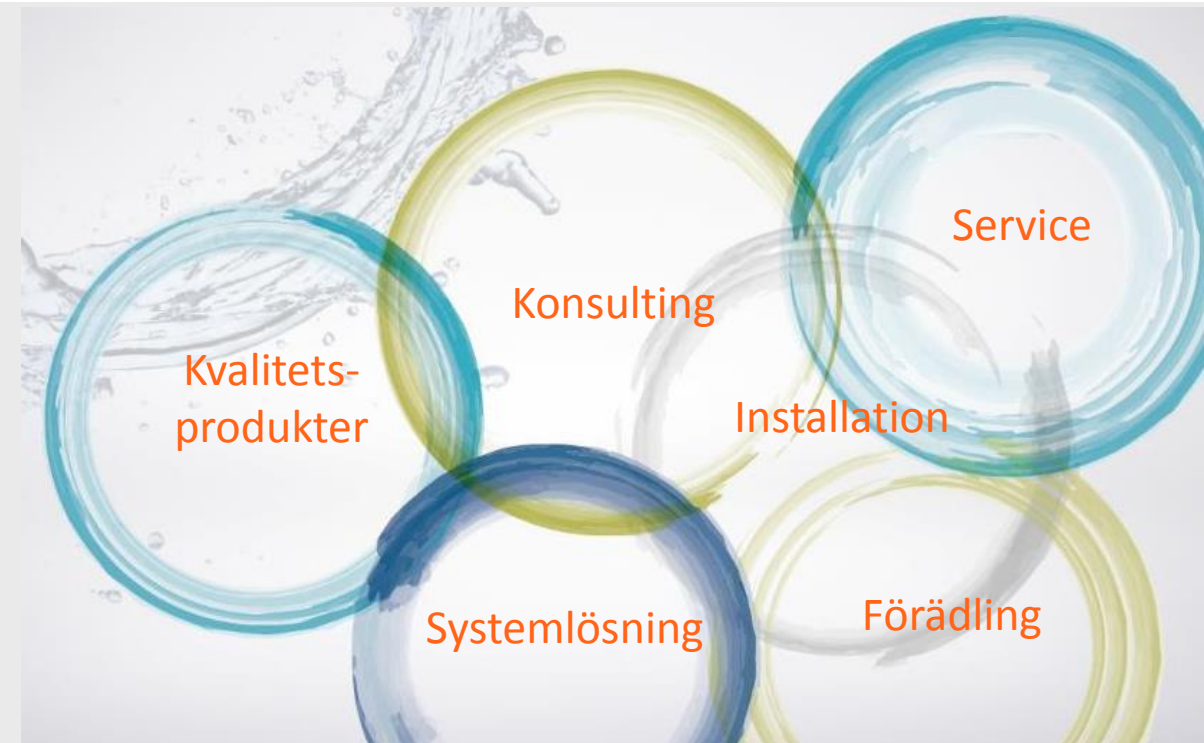 Service
Konsulting
Kvalitets-
produkter
Installation
Systemlösning
Förädling